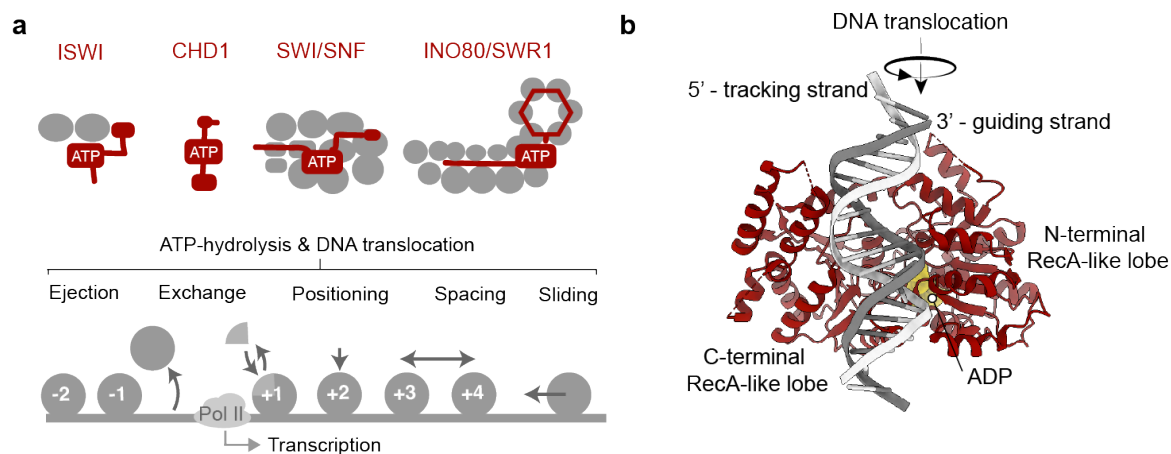 a
ISWI
CHD1
SWI/SNF
INO80/SWR1
ATP
ATP
ATP
ATP
ATP-hydrolysis & DNA translocation
Ejection
Exchange
Positioning
Spacing
Sliding
-2
-1
+1
+2
+3
+4
Pol II
Transcription
b
DNA translocation
5’ - tracking strand
3’ - guiding strand
N-terminal
RecA-like lobe
C-terminal
RecA-like lobe
ADP